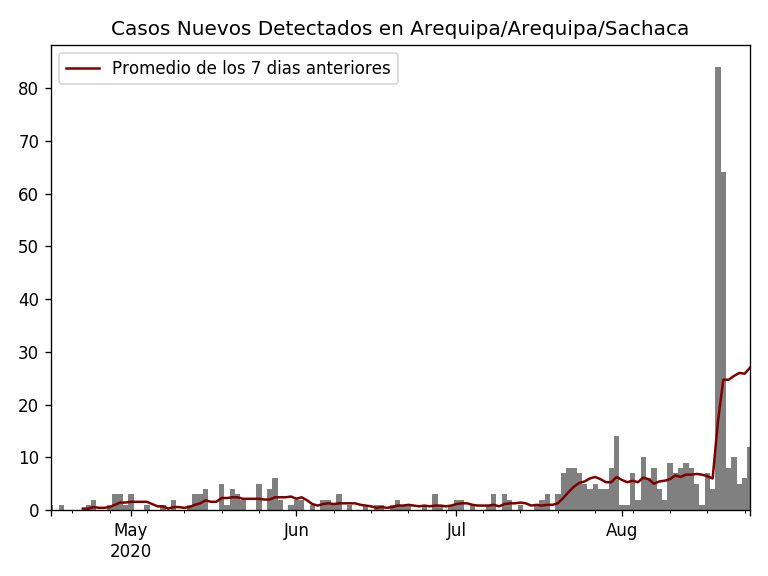 Casos Nuevos Detectados en Arequipa/Arequipa/Sachaca
Promedio de los 7 dias anteriores
80
70
60
50
40
30
20
10
0
May
Jun
Jul
Aug
2020